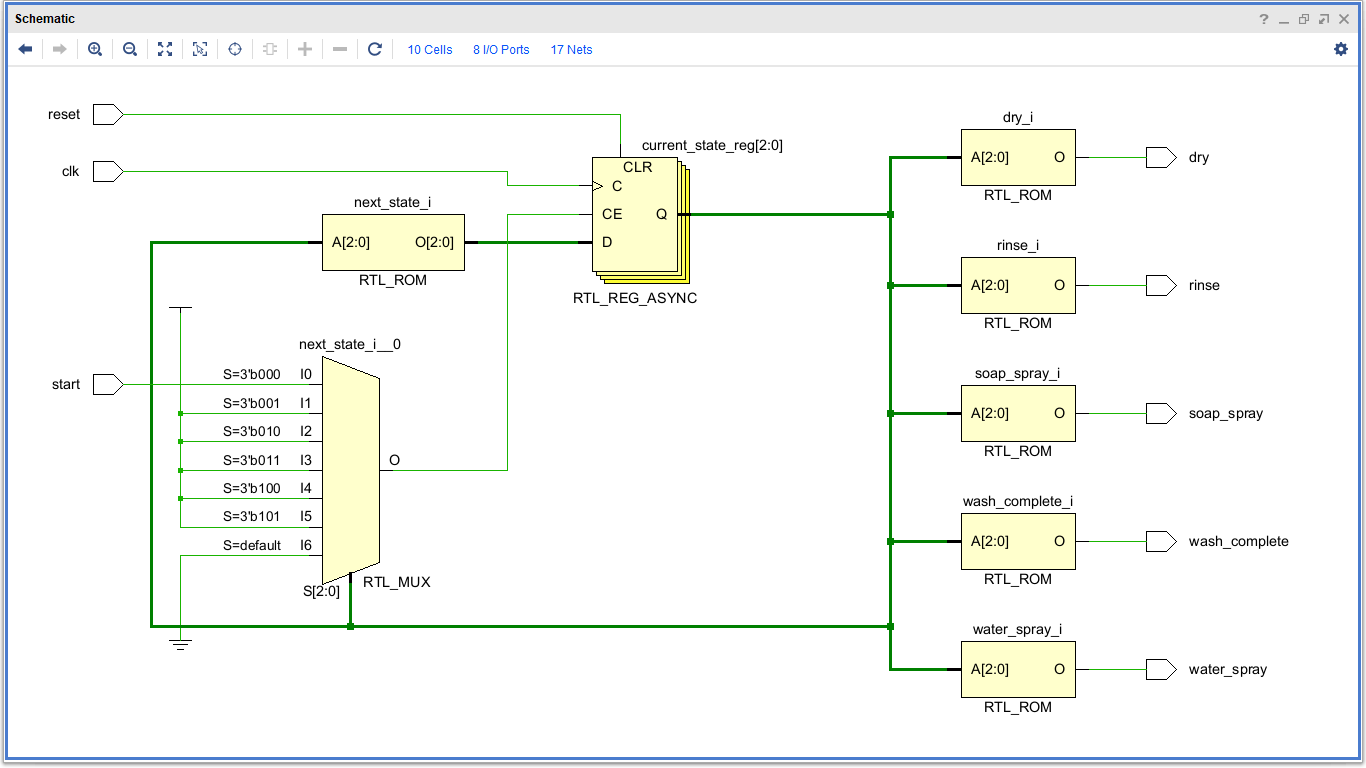 Schematic
10 Cells 8 I/O Ports 17 Nets
reset
clk
start
next_state_i
A[2:0] O[2:0]
RTL_ROM
next_state_i__0
S=3'b000 I0
S=3'b001 I1
S=3'b010 I2
S=3'b011 I3
S=3'b100 I4
S=3'b101 I5
S=default I6
O
S[2:0]
RTL_MUX
current_state_reg[2:0]
CLR
C
CE Q
D
RTL_REG_ASYNC
dry_i
A[2:0] O
RTL_ROM
dry
rinse_i
A[2:0] O
RTL_ROM
rinse
soap_spray_i
A[2:0] O
RTL_ROM
soap_spray
wash_complete_i
A[2:0] O
RTL_ROM
wash_complete
water_spray_i
A[2:0] O
RTL_ROM
water_spray